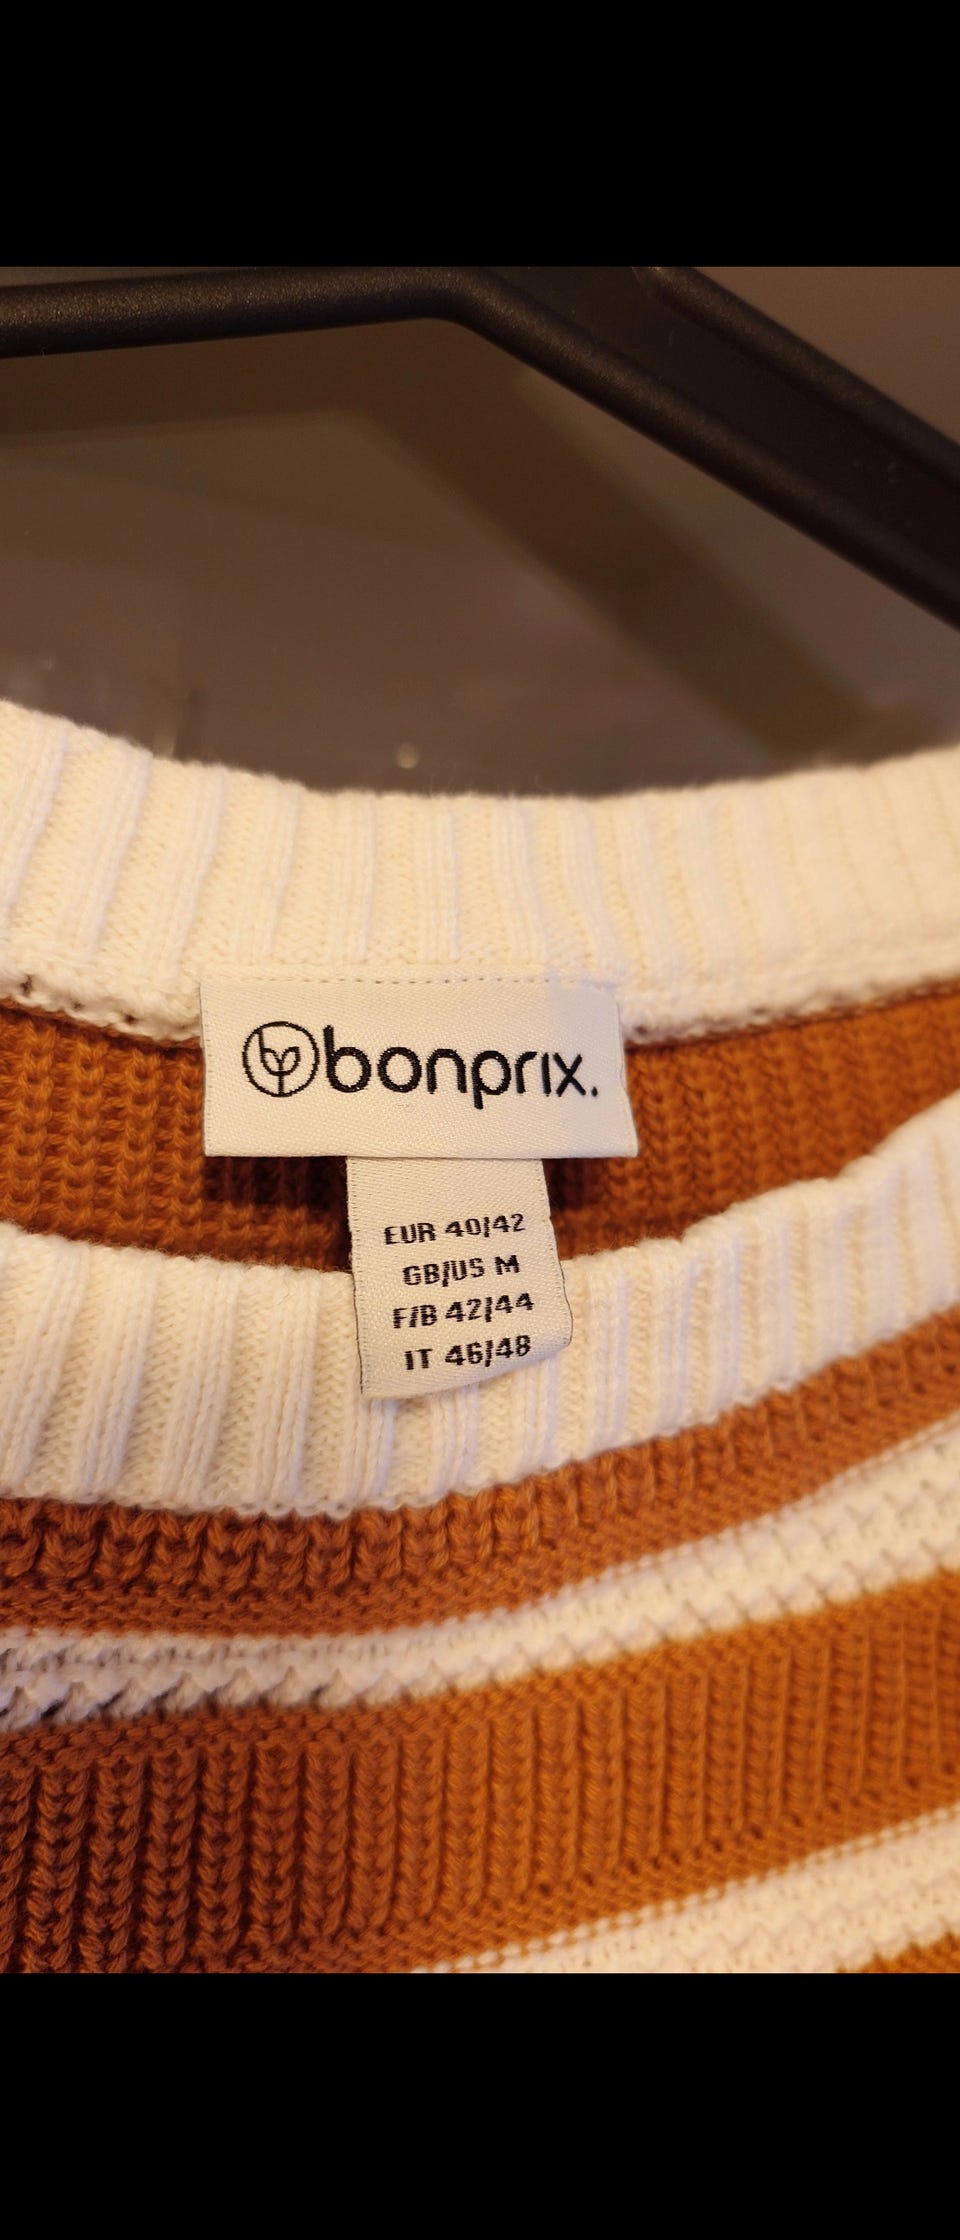 bonprix.
EUR 40/42
GB/US M
F/B 42/44
IT 46/48